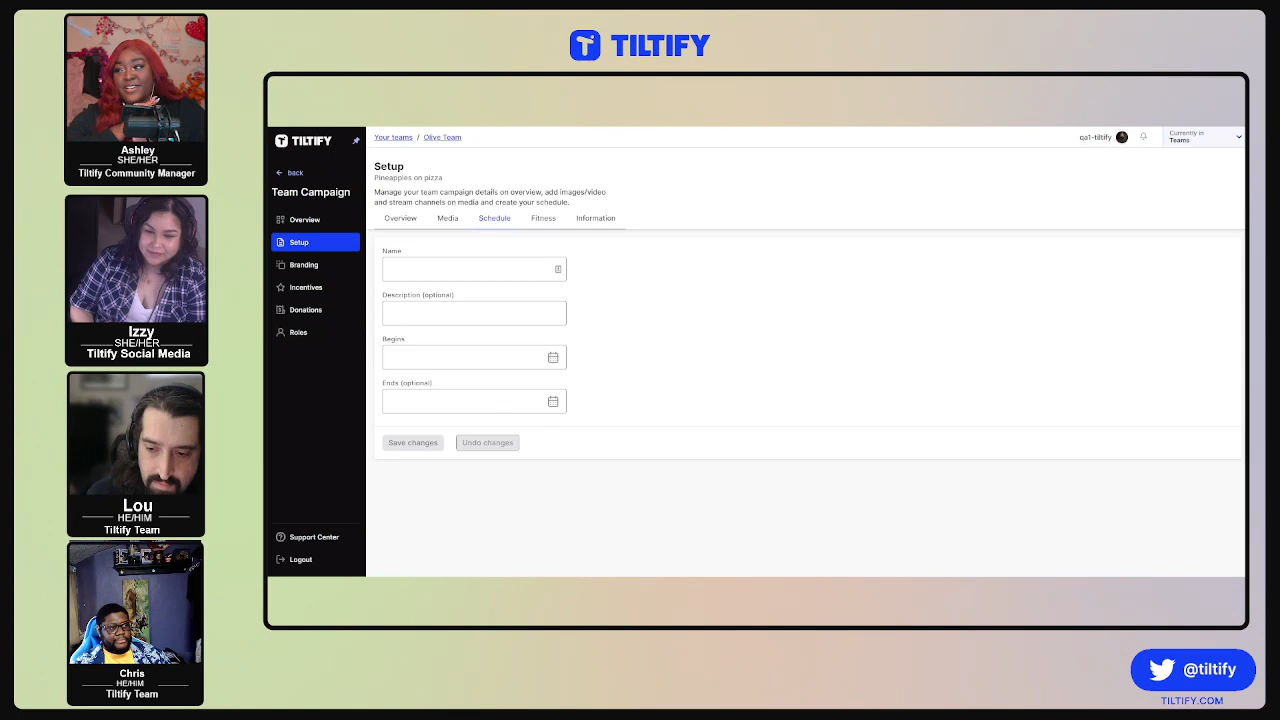 TILTIFY
Ashley
SHE/HER
Tiltify Community Manager
Izzy
SHE/HER
Tiltify Social Media
Lou
HE/HIM
Tiltify Team
Chris
HE/HIM
Tiltify Team
TILTIFY
back
Team Campaign
Overview
Setup
Branding
Incentives
Donations
Roles
Support Center
Logout
Your teams / Olive Team
qa1-tiltify
Currently in
Teams
Setup
Pineapples on pizza
Manage your team campaign details on overview, add images/video
and stream channels on media and create your schedule.
Overview Media Schedule Fitness Information
Name
Description (optional)
Begins
Ends (optional)
Save changes Undo changes
@tiltify
TILTIFY.COM